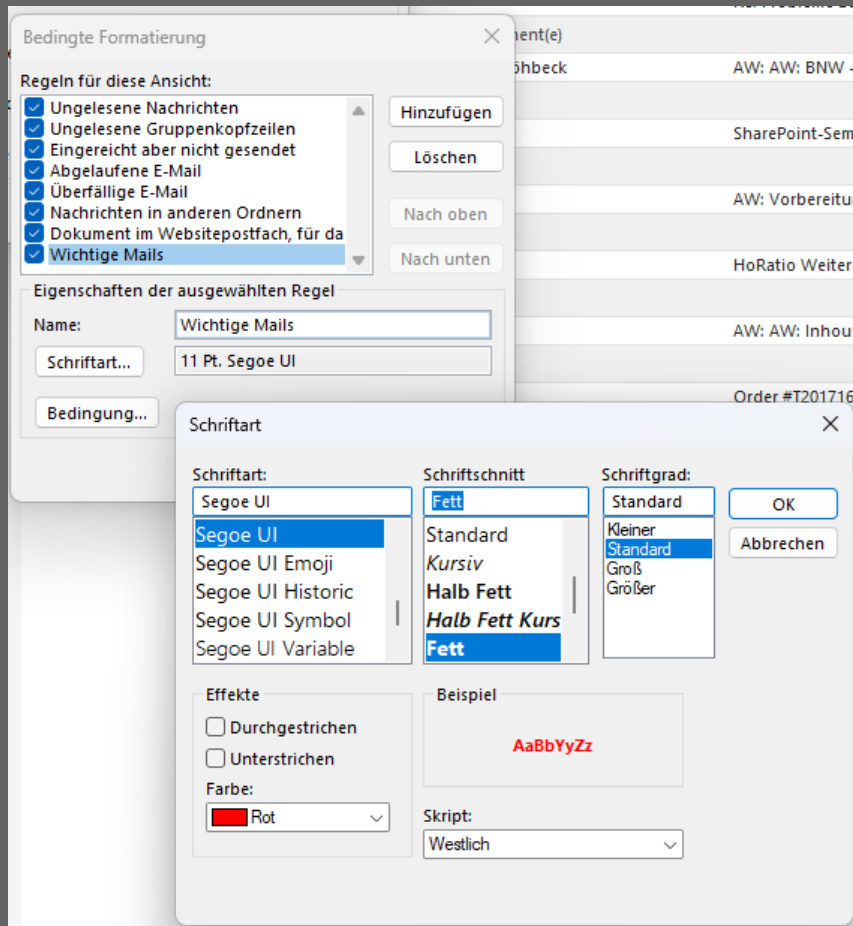 Bedingte Formatierung
Regeln für diese Ansicht:
Ungelesene Nachrichten
Ungelesene Gruppenkopfzeilen
Eingereicht aber nicht gesendet
Abgelaufene E-Mail
Überfällige E-Mail
Nachrichten in anderen Ordnern
Dokument im Websitepostfach, für da
Wichtige Mails
Hinzufügen
Löschen
Nach oben
Nach unten
Eigenschaften der ausgewählten Regel
Name:
Wichtige Mails
Schriftart...
11 Pt. Segoe UI
Bedingung...
AW: AW: BNW -
SharePoint-Sem
AW: Vorbereitu
HoRatio Weiter
AW: AW: Inhou
Order #T201716
Schriftart
Schriftart:
Segoe UI
Segoe UI
Segoe UI Emoji
Segoe UI Historic
Segoe UI Symbol
Segoe UI Variable
Schriftschnitt
Fett
Standard
Kursiv
Halb Fett
Halb Fett Kurs
Fett
Schriftgrad:
Standard
Kleiner
Standard
Groß
Größer
OK
Abbrechen
Effekte
Durchgestrichen
Unterstrichen
Farbe:
Rot
Beispiel
AaBbYyZz
Skript:
Westlich